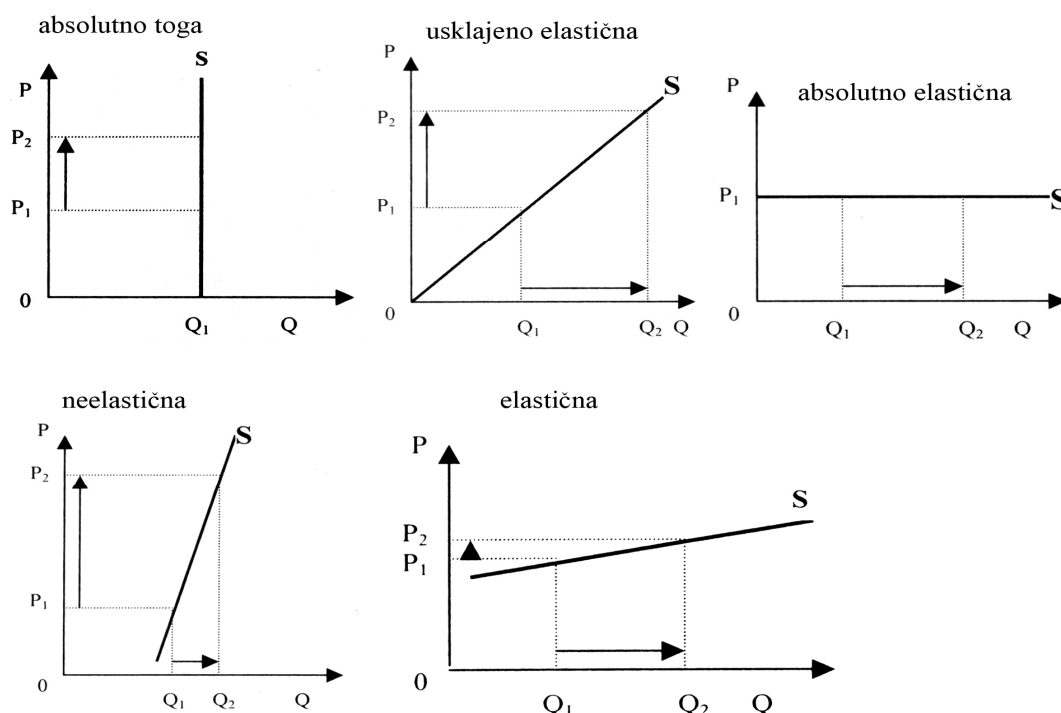 absolutno toga
S
P
P₂
P₁
0
Q₁
Q
usklajeno elastična
P
S
P₂
P₁
0
Q₁
Q₂
Q
absolutno elastična
P₁
S
0
Q₁
Q₂
Q
neelastična
P
S
P₂
P₁
0
Q₁
Q₂
Q
elastična
P
S
P₂
P₁
0
Q₁
Q₂
Q